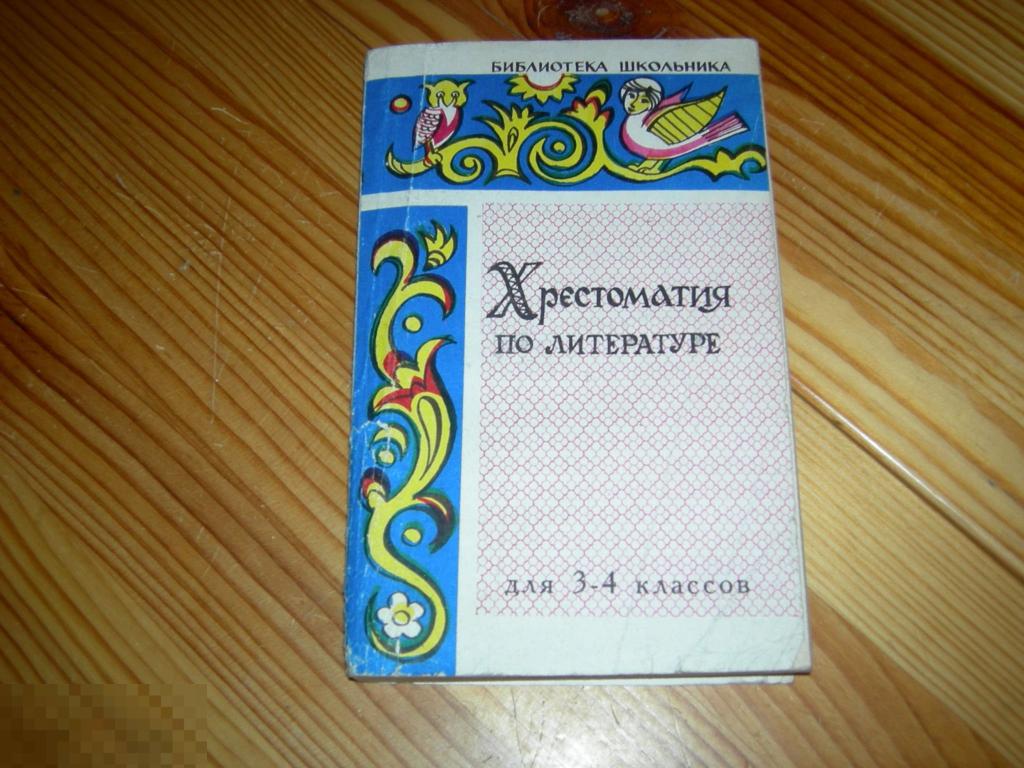 БИБЛИОТЕКА ШКОЛЬНИКА
Хрестоматия
ПО ЛИТЕРАТУРЕ
для 3-4 классов